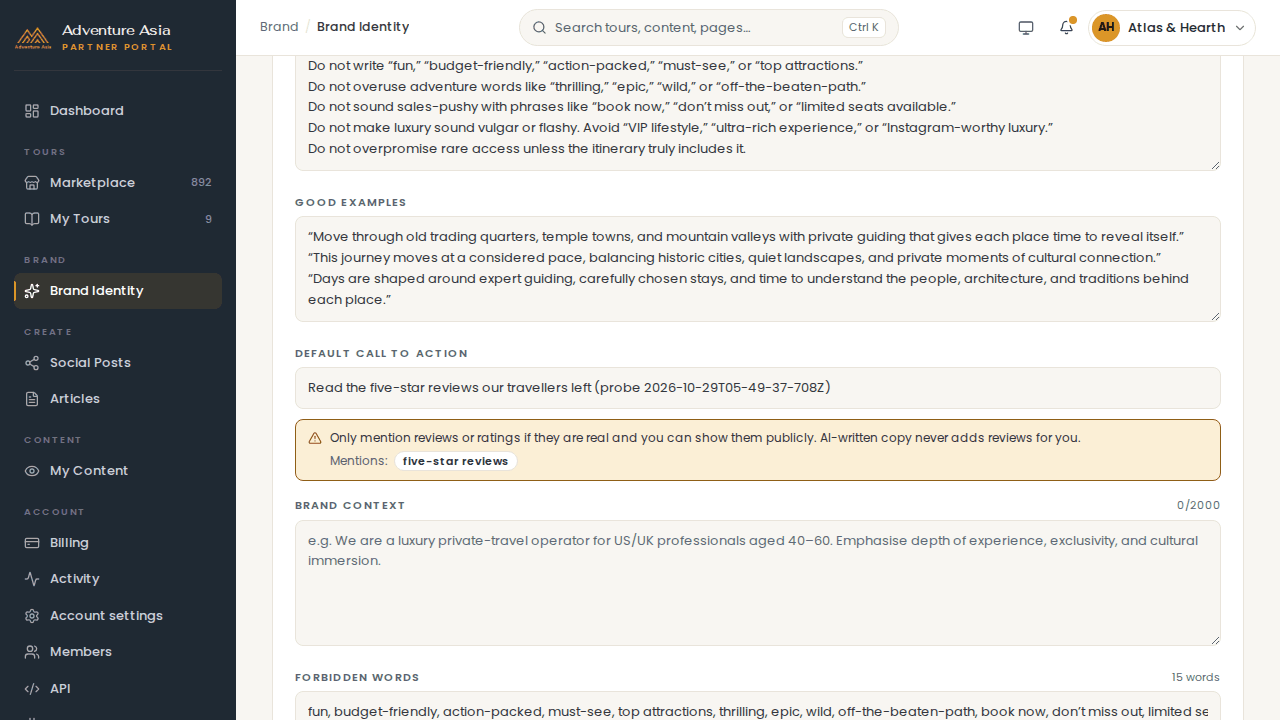 Adventure Asia
PARTNER PORTAL
Adventure Asia
Dashboard
TOURS
Marketplace 892
My Tours 9
BRAND
Brand Identity
CREATE
Social Posts
Articles
CONTENT
My Content
ACCOUNT
Billing
Activity
Account settings
Members
API
Brand / Brand Identity
Search tours, content, pages... Ctrl K
AH Atlas & Hearth
Do not write “fun,” “budget-friendly,” “action-packed,” “must-see,” or “top attractions.”
Do not overuse adventure words like “thrilling,” “epic,” “wild,” or “off-the-beaten-path.”
Do not sound sales-pushy with phrases like “book now,” “don’t miss out,” or “limited seats available.”
Do not make luxury sound vulgar or flashy. Avoid “VIP lifestyle,” “ultra-rich experience,” or “Instagram-worthy luxury.”
Do not overpromise rare access unless the itinerary truly includes it.
GOOD EXAMPLES
“Move through old trading quarters, temple towns, and mountain valleys with private guiding that gives each place time to reveal itself.”
“This journey moves at a considered pace, balancing historic cities, quiet landscapes, and private moments of cultural connection.”
“Days are shaped around expert guiding, carefully chosen stays, and time to understand the people, architecture, and traditions behind
each place.”
DEFAULT CALL TO ACTION
Read the five-star reviews our travellers left (probe 2026-10-29T05-49-37-708Z)
Only mention reviews or ratings if they are real and you can show them publicly. AI-written copy never adds reviews for you.
Mentions: five-star reviews
BRAND CONTEXT 0/2000
e.g. We are a luxury private-travel operator for US/UK professionals aged 40–60. Emphasise depth of experience, exclusivity, and cultural
immersion.
FORBIDDEN WORDS 15 words
fun, budget-friendly, action-packed, must-see, top attractions, thrilling, epic, wild, off-the-beaten-path, book now, don’t miss out, limited se